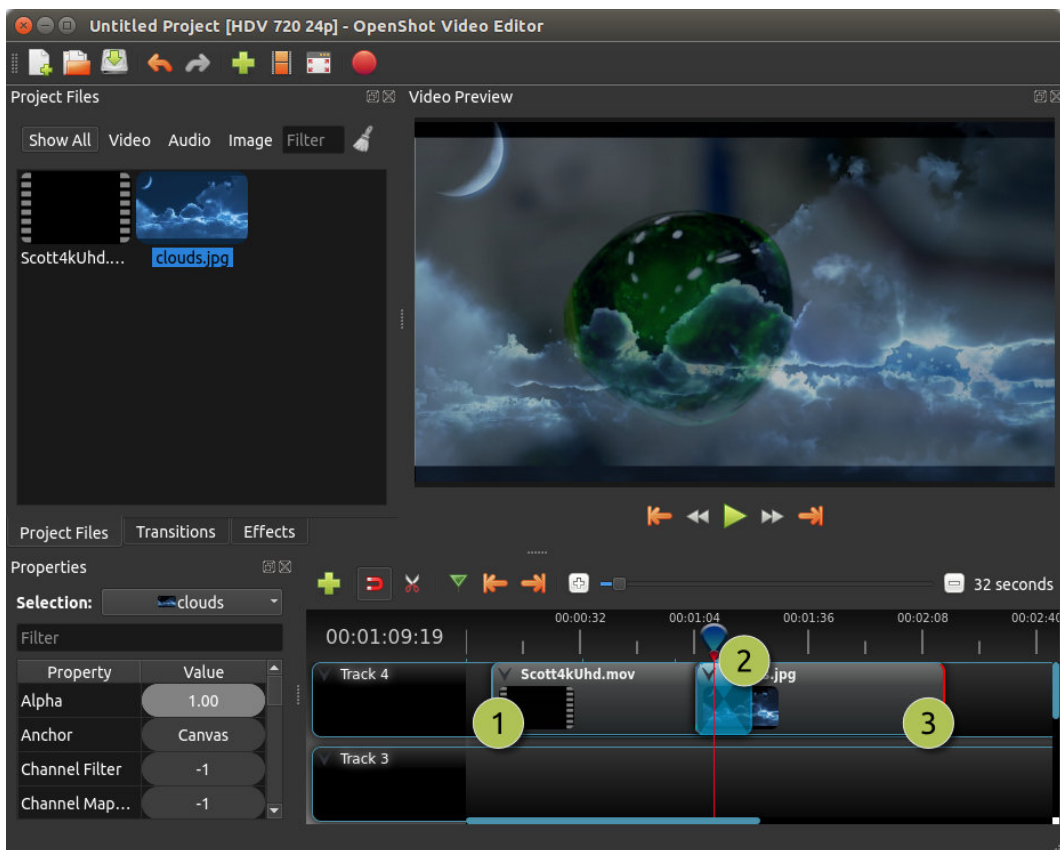 Untitled Project [HDV 720 24p] - OpenShot Video Editor
Project Files
Video Preview
Show All Video Audio Image Filter
Scott4kUhd.... clouds.jpg
Project Files Transitions Effects
Properties
Selection: clouds
Filter
Property Value
Alpha 1.00
Anchor Canvas
Channel Filter -1
Channel Map... -1
32 seconds
00:01:09:19
00:00:32 00:01:04 00:01:36 00:02:08 00:02:40
Track 4
Scott4kUhd.mov
.jpg
1
2
3
Track 3